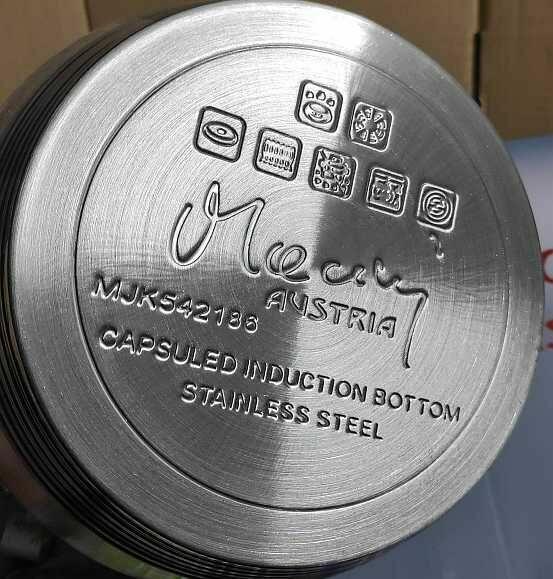 AUSTRIA
MJK542186
CAPSULED INDUCTION BOTTOM
STAINLESS STEEL